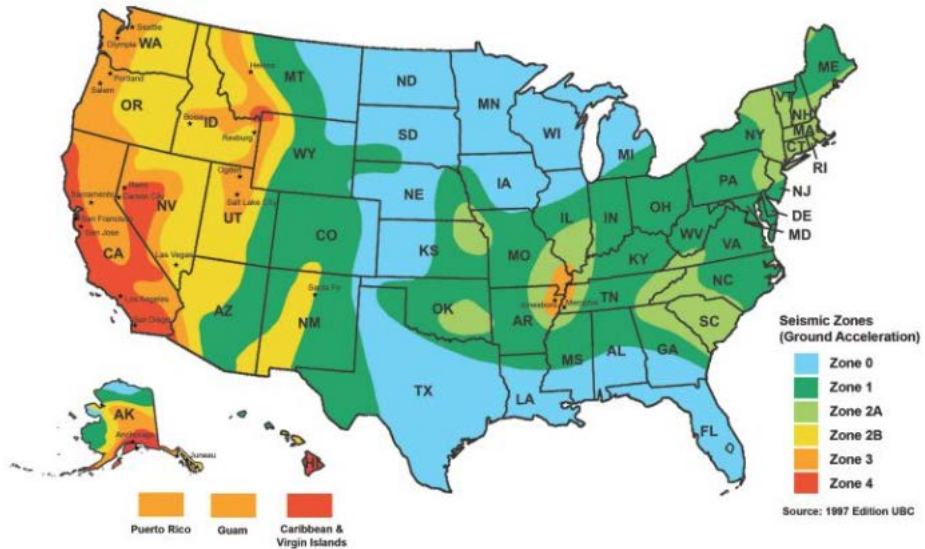 Seattle
Olympia
WA
Portland
Salem
OR
Boise
ID
Helena
MT
Rexburg
WY
ND
SD
NE
KS
MN
IA
WI
MI
IL
IN
OH
MO
KY
WV
VA
PA
NY
VT
NH
MA
CT
RI
ME
NJ
DE
MD
NC
SC
TN
Memphis
Jonesboro
AR
OK
Sacramento
Reno
Carson City
San Francisco
San Jose
CA
NV
Las Vegas
Ogden
Salt Lake City
UT
CO
Los Angeles
San Diego
AZ
Santa Fe
NM
TX
LA
MS
AL
GA
FL
AK
Anchorage
Juneau
HI
Seismic Zones
(Ground Acceleration)
Zone 0
Zone 1
Zone 2A
Zone 2B
Zone 3
Zone 4
Source: 1997 Edition UBC
Puerto Rico
Guam
Caribbean &
Virgin Islands